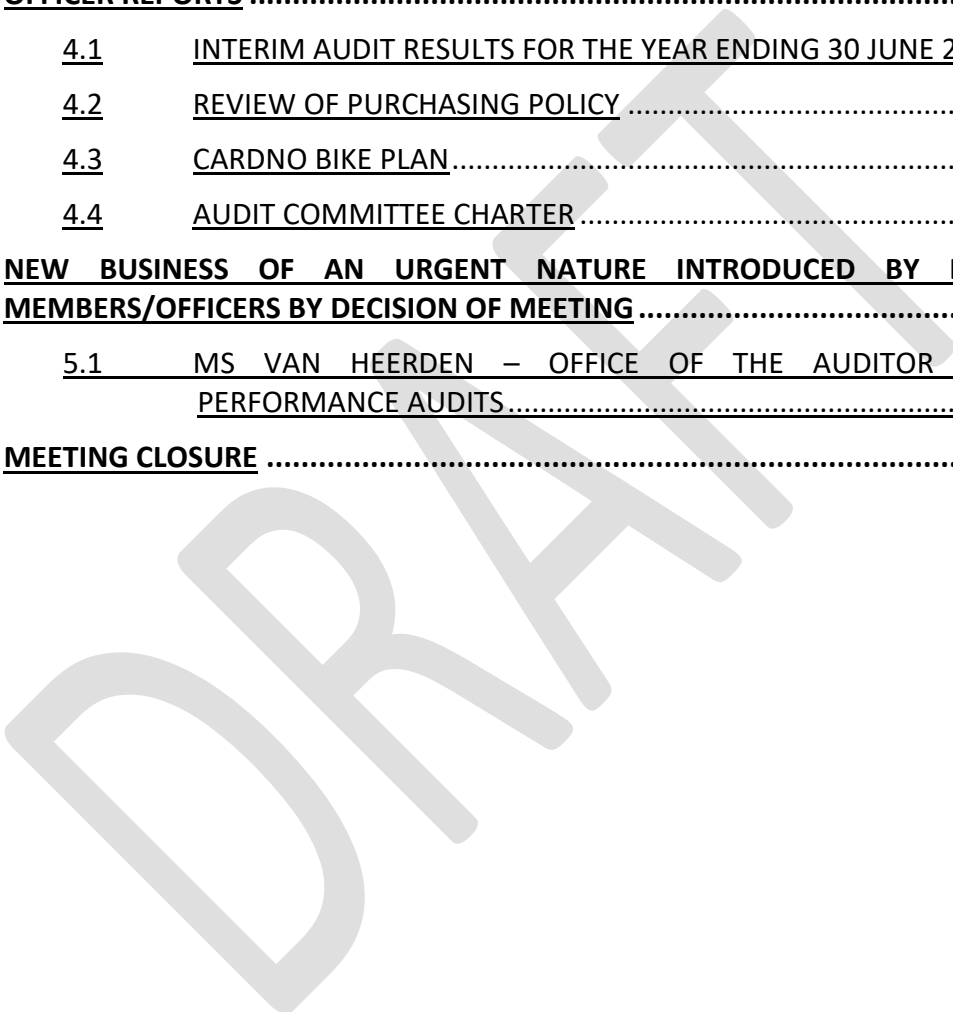 OFFICER REPORTS ................................................................................
4.1 INTERIM AUDIT RESULTS FOR THE YEAR ENDING 30 JUNE
4.2 REVIEW OF PURCHASING POLICY ......................................
4.3 CARDNO BIKE PLAN............................................................
4.4 AUDIT COMMITTEE CHARTER ............................................
NEW BUSINESS OF AN URGENT NATURE INTRODUCED BY
MEMBERS/OFFICERS BY DECISION OF MEETING .....................................
5.1 MS VAN HEERDEN – OFFICE OF THE AUDITOR
PERFORMANCE AUDITS.....................................................
MEETING CLOSURE ................................................................................
DRAFT